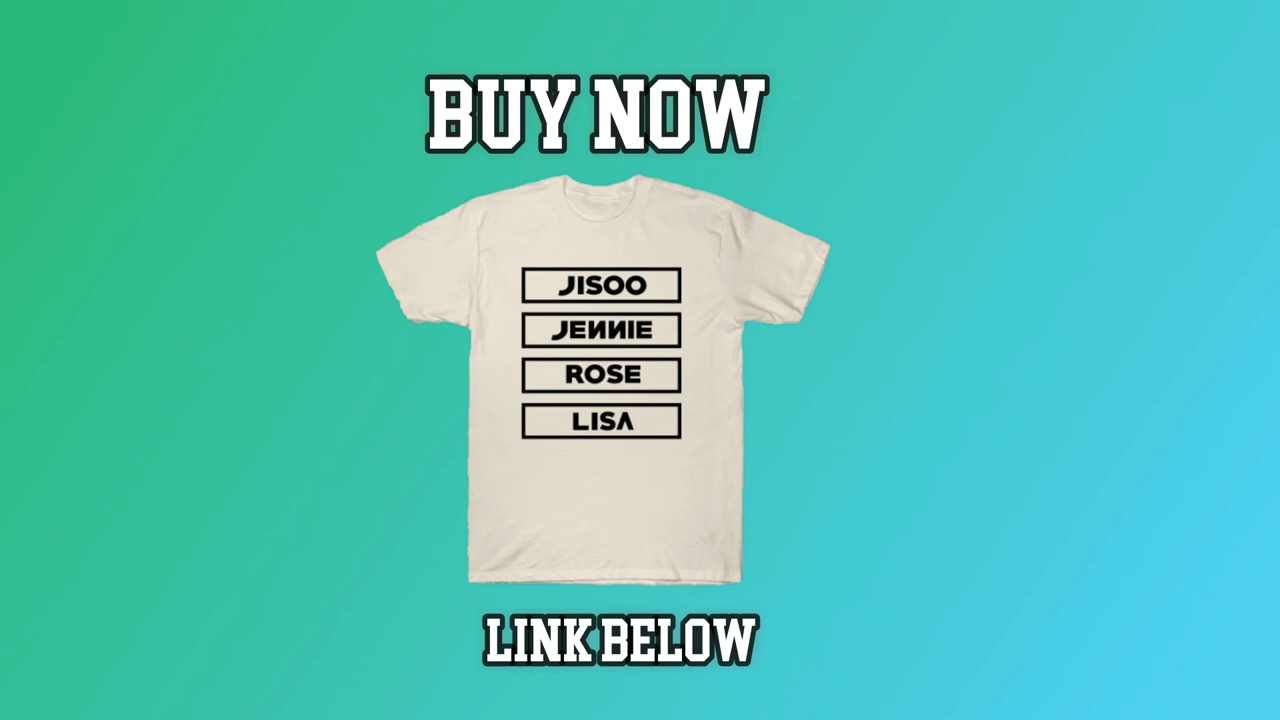 BUY NOW
JISOO
JENNIE
ROSE
LISA
LINK BELOW